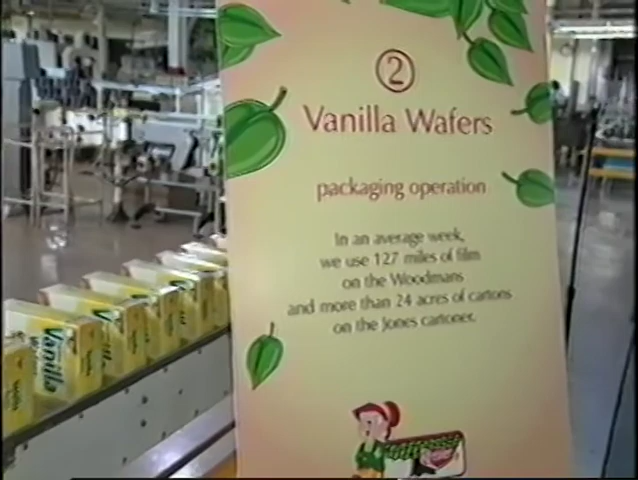 2
Vanilla Wafers
packaging operation
In an average week,
we use 127 miles of film
on the Woodmans
and more than 24 acres of cartons
on the Jones cartoner.
Vanilla